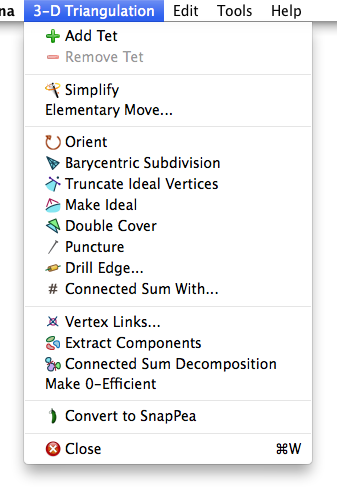 na 3-D Triangulation Edit Tools Help
Add Tet
Remove Tet
Simplify
Elementary Move...
Orient
Barycentric Subdivision
Truncate Ideal Vertices
Make Ideal
Double Cover
Puncture
Drill Edge...
# Connected Sum With...
Vertex Links...
Extract Components
Connected Sum Decomposition
Make 0-Efficient
Convert to SnapPea
Close ⌘W